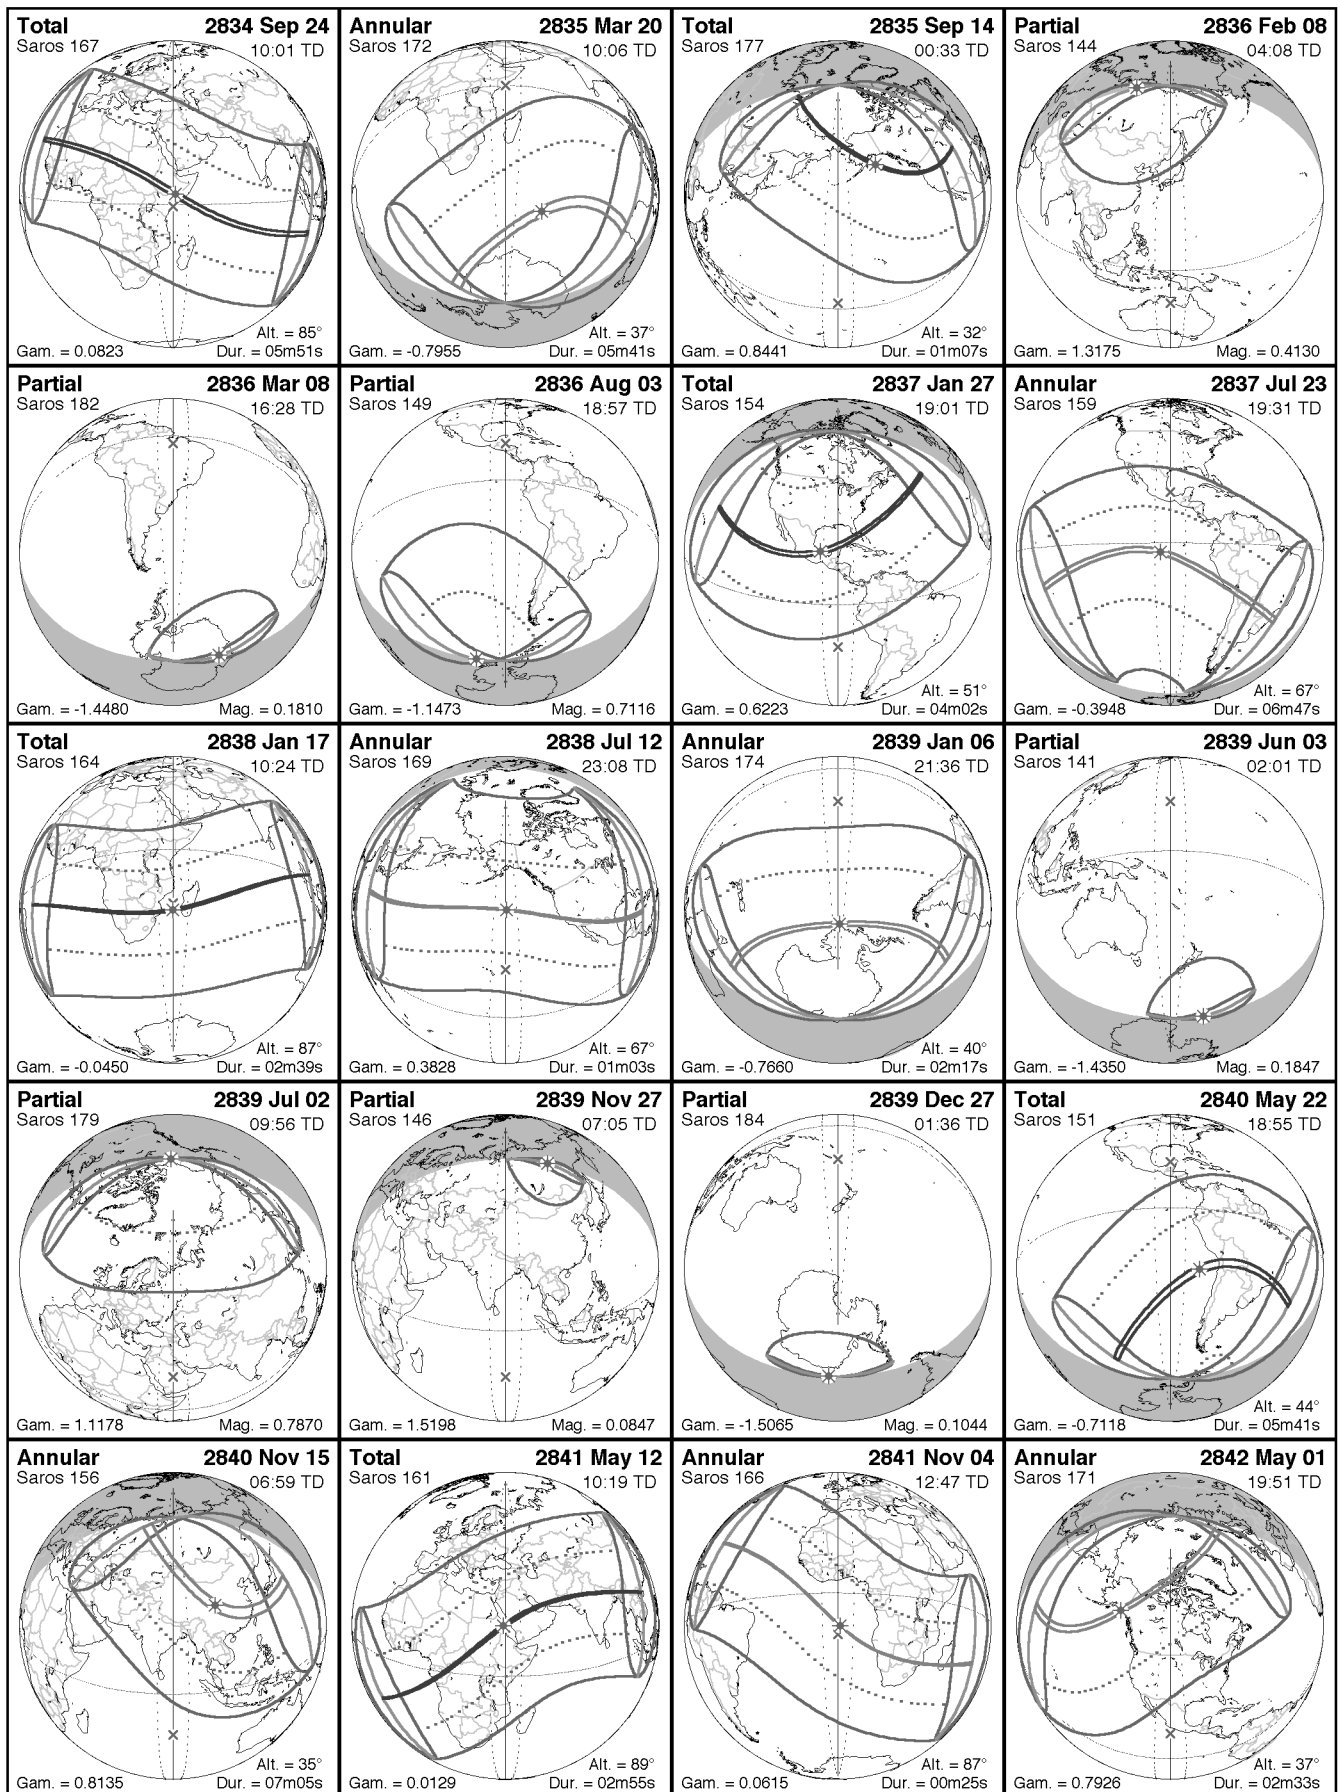 Total 2834 Sep 24
Saros 167 10:01 TD
Alt. = 85°
Gam. = 0.0823 Dur. = 05m51s
Annular 2835 Mar 20
Saros 172 10:06 TD
Alt. = 37°
Gam. = -0.7955 Dur. = 05m41s
Total 2835 Sep 14
Saros 177 00:33 TD
Alt. = 32°
Gam. = 0.8441 Dur. = 01m07s
Partial 2836 Feb 08
Saros 144 04:08 TD
Gam. = 1.3175 Mag. = 0.4130
Partial 2836 Mar 08
Saros 182 16:28 TD
Gam. = -1.4480 Mag. = 0.1810
Partial 2836 Aug 03
Saros 149 18:57 TD
Gam. = -1.1473 Mag. = 0.7116
Total 2837 Jan 27
Saros 154 19:01 TD
Alt. = 51°
Gam. = 0.6223 Dur. = 04m02s
Annular 2837 Jul 23
Saros 159 19:31 TD
Alt. = 67°
Gam. = -0.3948 Dur. = 06m47s
Total 2838 Jan 17
Saros 164 10:24 TD
Alt. = 87°
Gam. = -0.0450 Dur. = 02m39s
Annular 2838 Jul 12
Saros 169 23:08 TD
Alt. = 67°
Gam. = 0.3828 Dur. = 01m03s
Annular 2839 Jan 06
Saros 174 21:36 TD
Alt. = 40°
Gam. = -0.7660 Dur. = 02m17s
Partial 2839 Jun 03
Saros 141 02:01 TD
Gam. = -1.4350 Mag. = 0.1847
Partial 2839 Jul 02
Saros 179 09:56 TD
Gam. = 1.1178 Mag. = 0.7870
Partial 2839 Nov 27
Saros 146 07:05 TD
Gam. = 1.5198 Mag. = 0.0847
Partial 2839 Dec 27
Saros 184 01:36 TD
Gam. = -1.5065 Mag. = 0.1044
Total 2840 May 22
Saros 151 18:55 TD
Alt. = 44°
Gam. = -0.7118 Dur. = 05m41s
Annular 2840 Nov 15
Saros 156 06:59 TD
Alt. = 35°
Gam. = 0.8135 Dur. = 07m05s
Total 2841 May 12
Saros 161 10:19 TD
Alt. = 89°
Gam. = 0.0129 Dur. = 02m55s
Annular 2841 Nov 04
Saros 166 12:47 TD
Alt. = 87°
Gam. = 0.0615 Dur. = 00m25s
Annular 2842 May 01
Saros 171 19:51 TD
Alt. = 37°
Gam. = 0.7926 Dur. = 02m33s